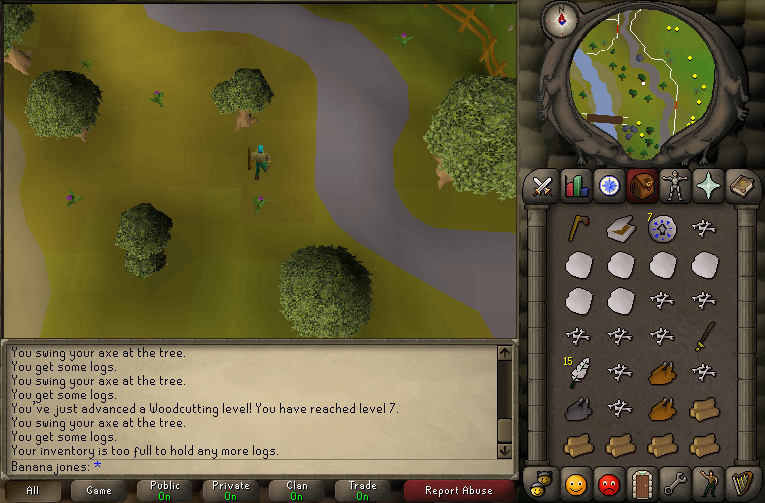 7
15
You swing your axe at the tree.
You get some logs.
You swing your axe at the tree.
You get some logs.
You've just advanced a Woodcutting level! You have reached level 7.
You swing your axe at the tree.
You get some logs.
Your inventory is too full to hold any more logs.
Banana jones: *
All
Game
Public
On
Private
On
Clan
On
Trade
On
Report Abuse